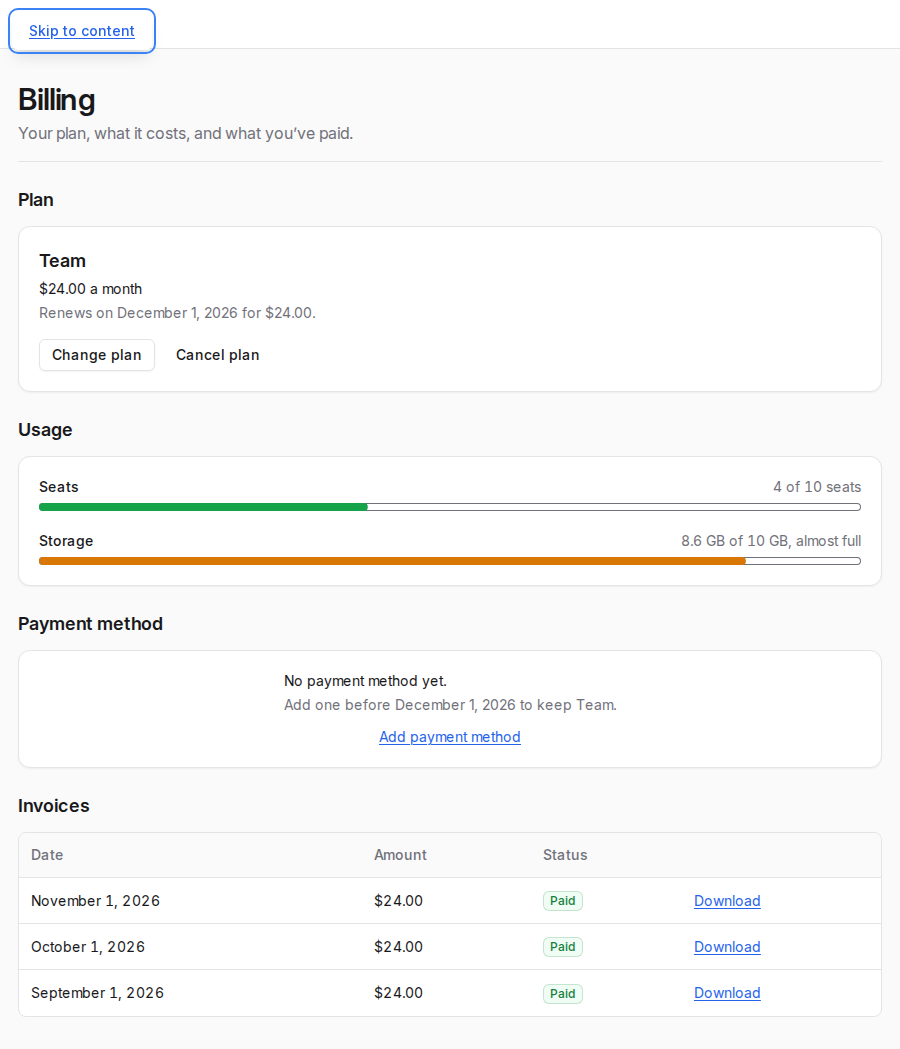 Skip to content
Billing
Your plan, what it costs, and what you’ve paid.
Plan
Team
$24.00 a month
Renews on December 1, 2026 for $24.00.
Change plan Cancel plan
Usage
Seats 4 of 10 seats
Storage 8.6 GB of 10 GB, almost full
Payment method
No payment method yet.
Add one before December 1, 2026 to keep Team.
Add payment method
Invoices
Date Amount Status
November 1, 2026 $24.00 Paid Download
October 1, 2026 $24.00 Paid Download
September 1, 2026 $24.00 Paid Download